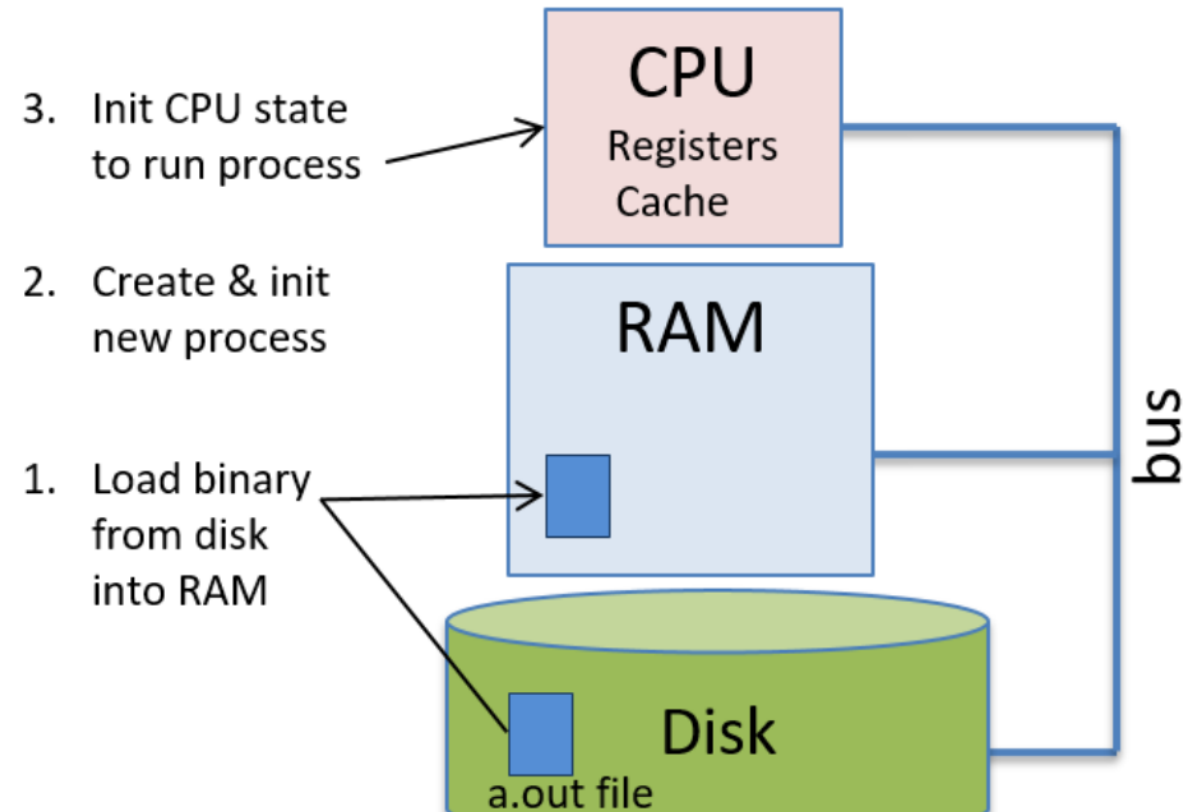 3. Init CPU state
to run process
2. Create & init
new process
1. Load binary
from disk
into RAM
CPU
Registers
Cache
RAM
Disk
a.out file
bus